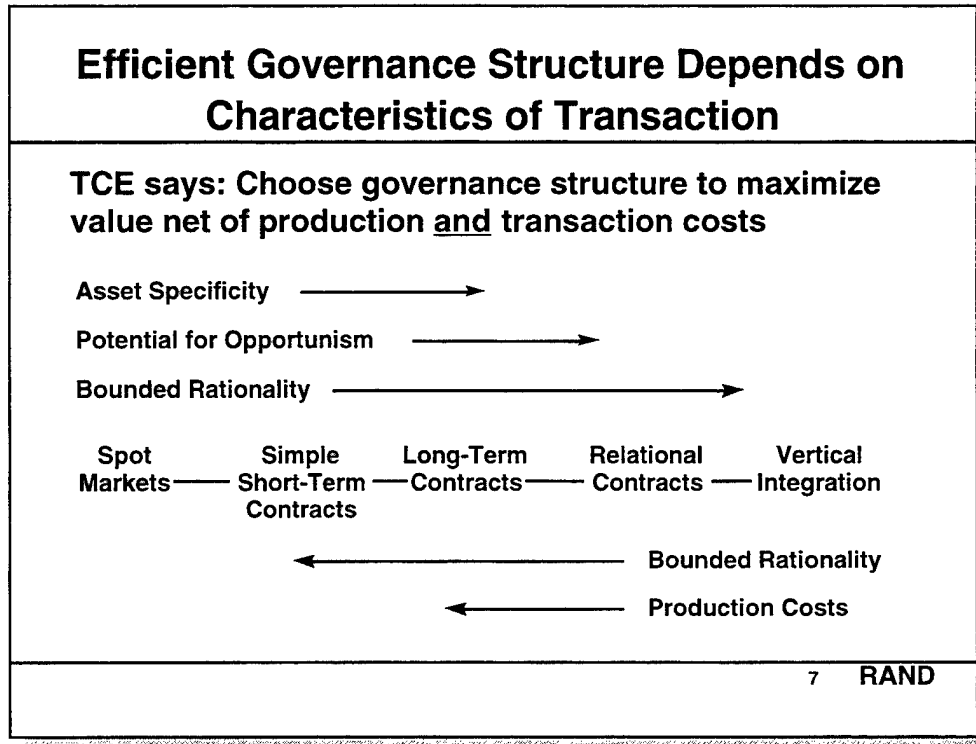 Efficient Governance Structure Depends on
Characteristics of Transaction
TCE says: Choose governance structure to maximize
value net of production and transaction costs
Asset Specificity
Potential for Opportunism
Bounded Rationality
Spot Simple Long-Term Relational Vertical
Markets Short-Term Contracts Contracts Integration
Contracts
Bounded Rationality
Production Costs
7 RAND